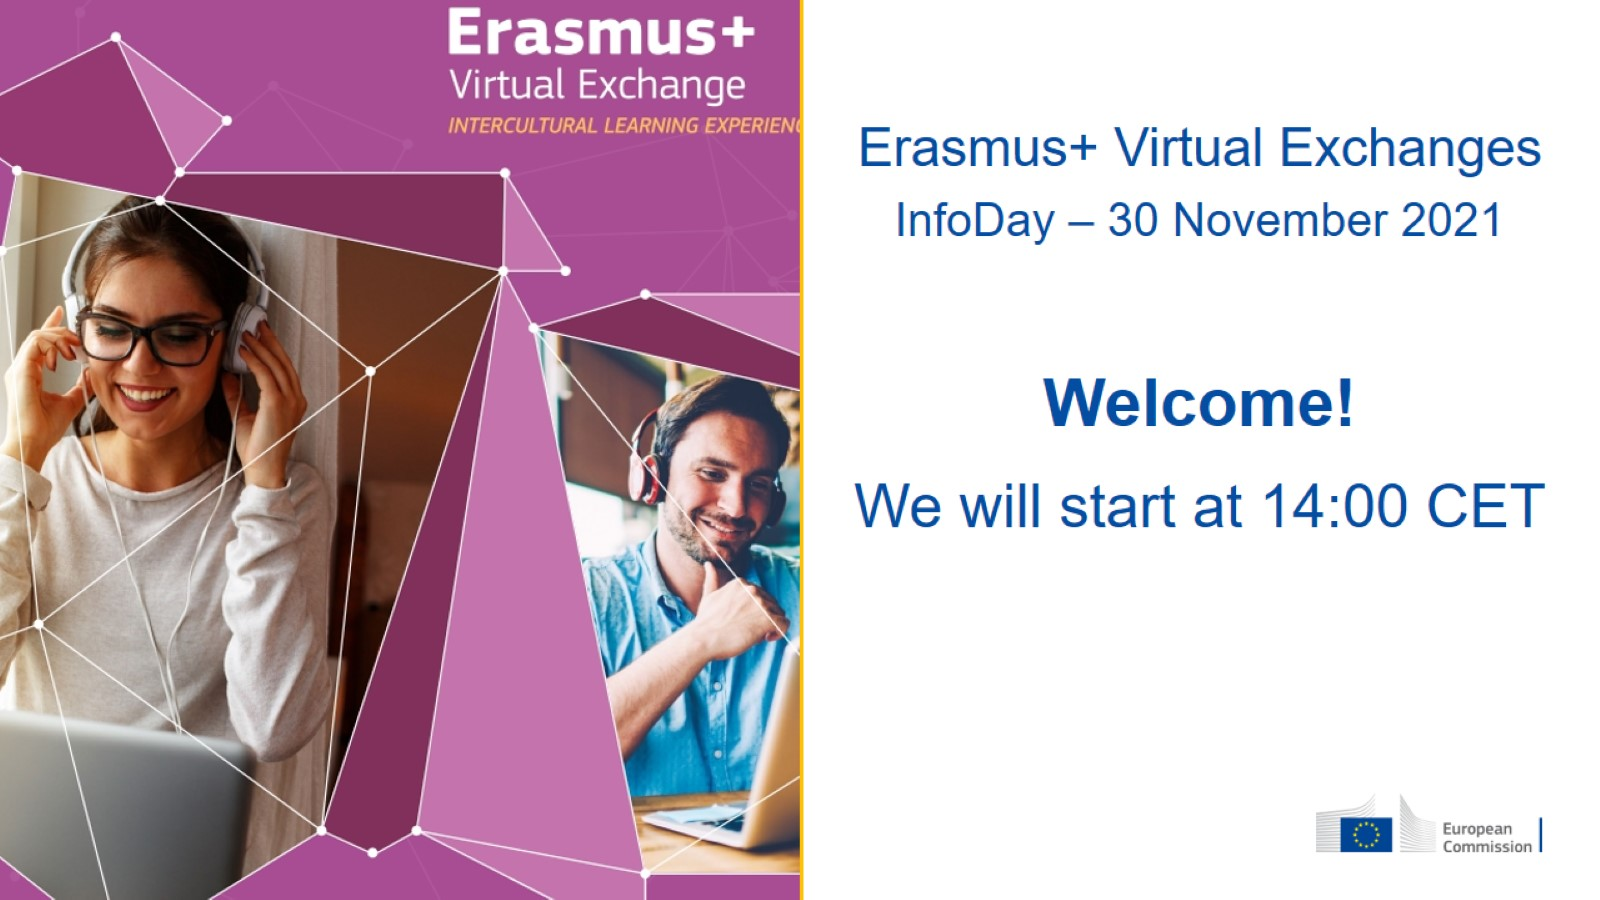 Erasmus+
Virtual Exchange
INTERCULTURAL LEARNING
Erasmus+ Virtual Exchanges
InfoDay – 30 November 2021
Welcome!
We will start at 14:00 CET
European
Commission